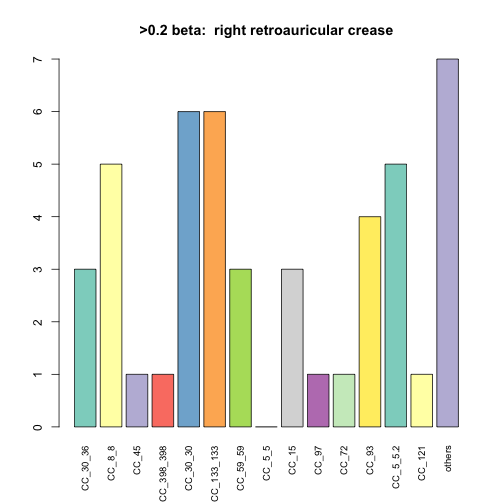 >0.2 beta: right retroauricular crease
7
6
5
4
3
2
1
0
CC_30_36
CC_8_8
CC_45
CC_398_398
CC_30_30
CC_133_133
CC_59_59
CC_5_5
CC_15
CC_97
CC_72
CC_93
CC_5_5.2
CC_121
others